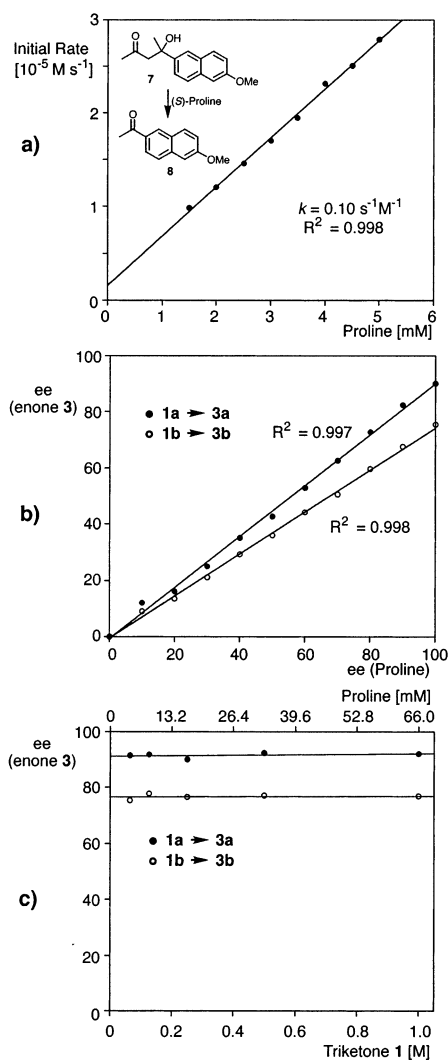 Initial Rate
[10⁻⁵ M s⁻¹]
3
2
1
0
a)
O
OH
7
OMe
(S)-Proline
O
8
OMe
k = 0.10 s⁻¹M⁻¹
R² = 0.998
0 1 2 3 4 5 6
Proline [mM]
ee
(enone 3)
100
80
60
40
20
0
b)
1a → 3a
1b → 3b
R² = 0.997
R² = 0.998
0 20 40 60 80 100
ee (Proline)
Proline [mM]
0 13.2 26.4 39.6 52.8 66.0
ee
(enone 3)
100
80
60
40
20
0
1a → 3a
1b → 3b
c)
0 0.2 0.4 0.6 0.8 1.0
Triketone 1 [M]